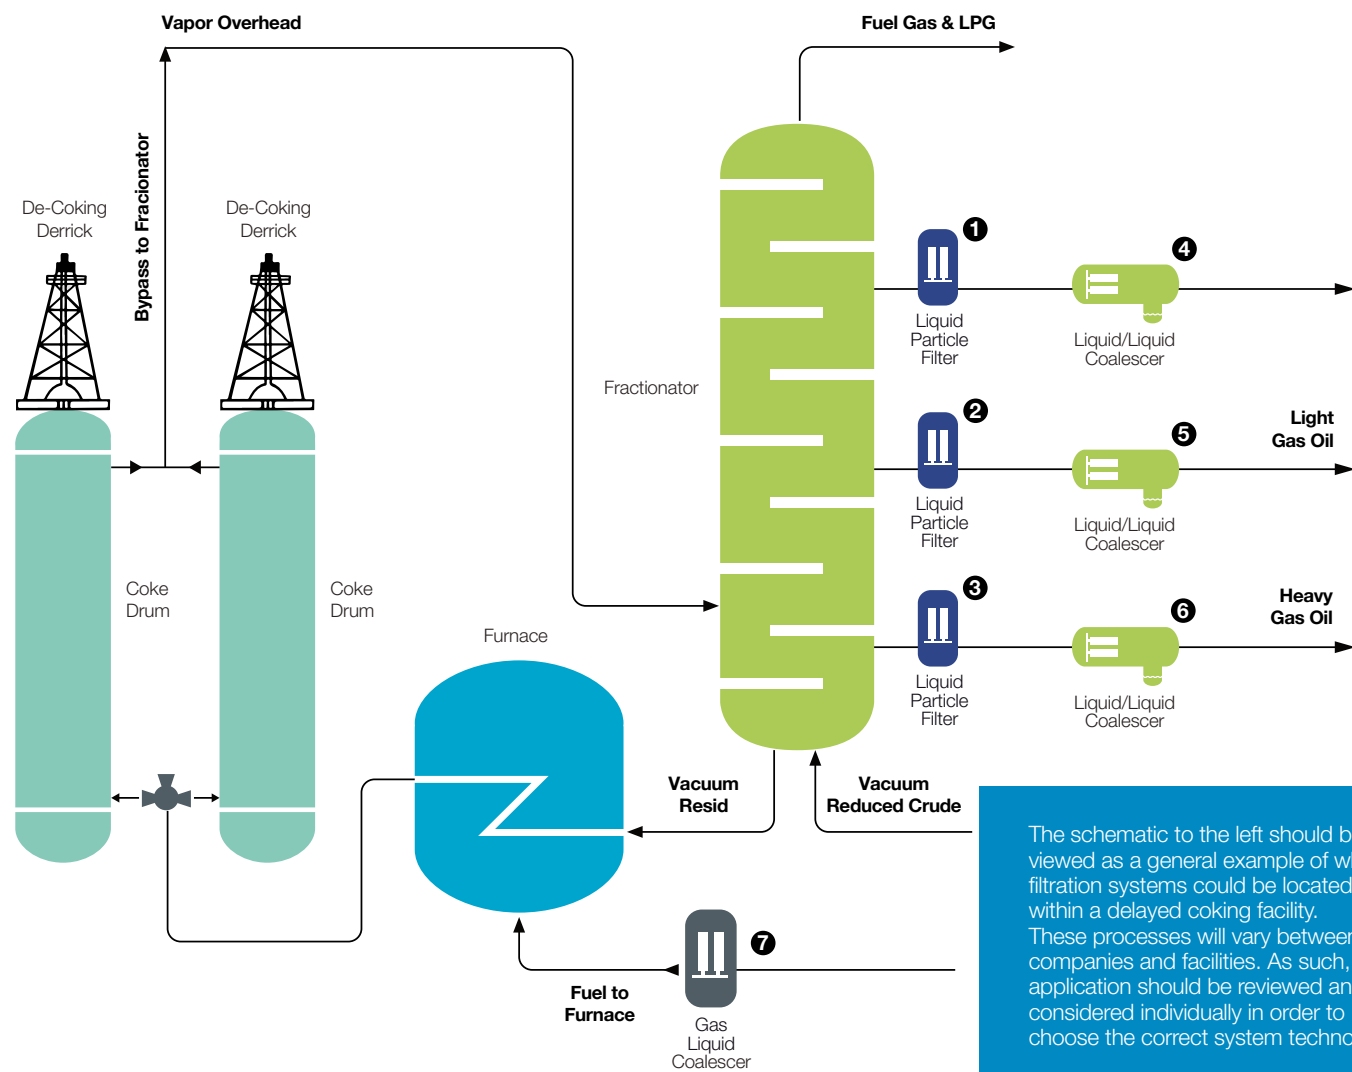 Vapor Overhead
Fuel Gas & LPG
Bypass to Fracionator
De-Coking
Derrick
De-Coking
Derrick
1
4
Liquid
Particle
Filter
Liquid/Liquid
Coalescer
Fractionator
2
5
Light
Gas Oil
Liquid
Particle
Filter
Liquid/Liquid
Coalescer
Coke
Drum
Coke
Drum
3
6
Heavy
Gas Oil
Furnace
Liquid
Particle
Filter
Liquid/Liquid
Coalescer
Vacuum
Resid
Vacuum
Reduced Crude
7
Fuel to
Furnace
Gas
Liquid
Coalescer
The schematic to the left should b
viewed as a general example of w
filtration systems could be located
within a delayed coking facility.
These processes will vary between
companies and facilities. As such,
application should be reviewed an
considered individually in order to
choose the correct system techno